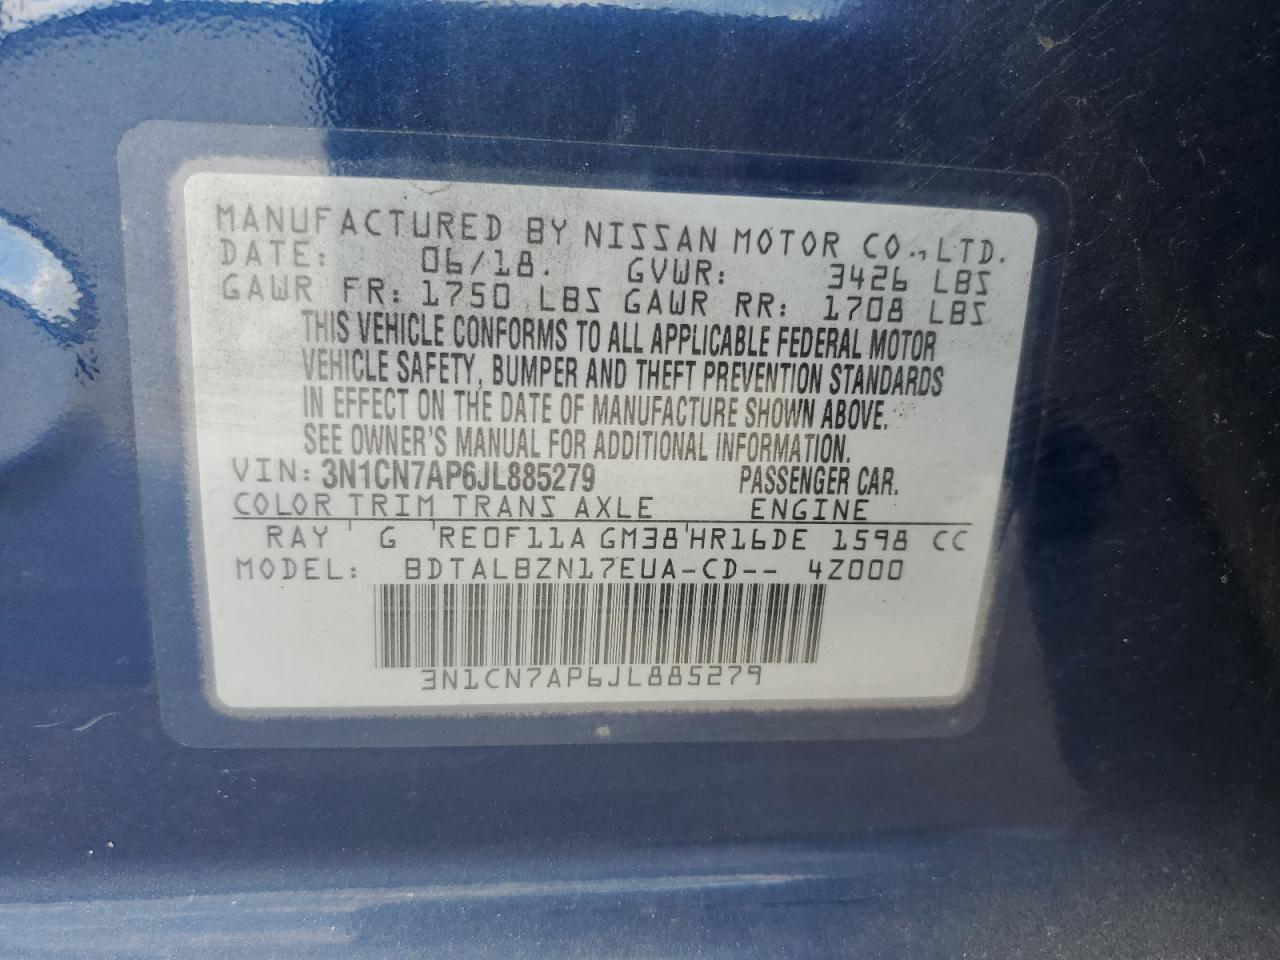 MANUFACTURED BY NISSAN MOTOR CO., LTD.
DATE: 06/18. GVWR: 3426 LBS
GAWR FR: 1750 LBS GAWR RR: 1708 LBS
THIS VEHICLE CONFORMS TO ALL APPLICABLE FEDERAL MOTOR
VEHICLE SAFETY, BUMPER AND THEFT PREVENTION STANDARDS
IN EFFECT ON THE DATE OF MANUFACTURE SHOWN ABOVE.
SEE OWNER'S MANUAL FOR ADDITIONAL INFORMATION.
VIN: 3N1CN7AP6JL885279 PASSENGER CAR.
COLOR TRIM TRANS AXLE ENGINE
RAY G RE0F11A GM38 HR16DE 1598 CC
MODEL: BDTALBZN17EUA-CD-- 4Z000
3N1CN7AP6JL885279